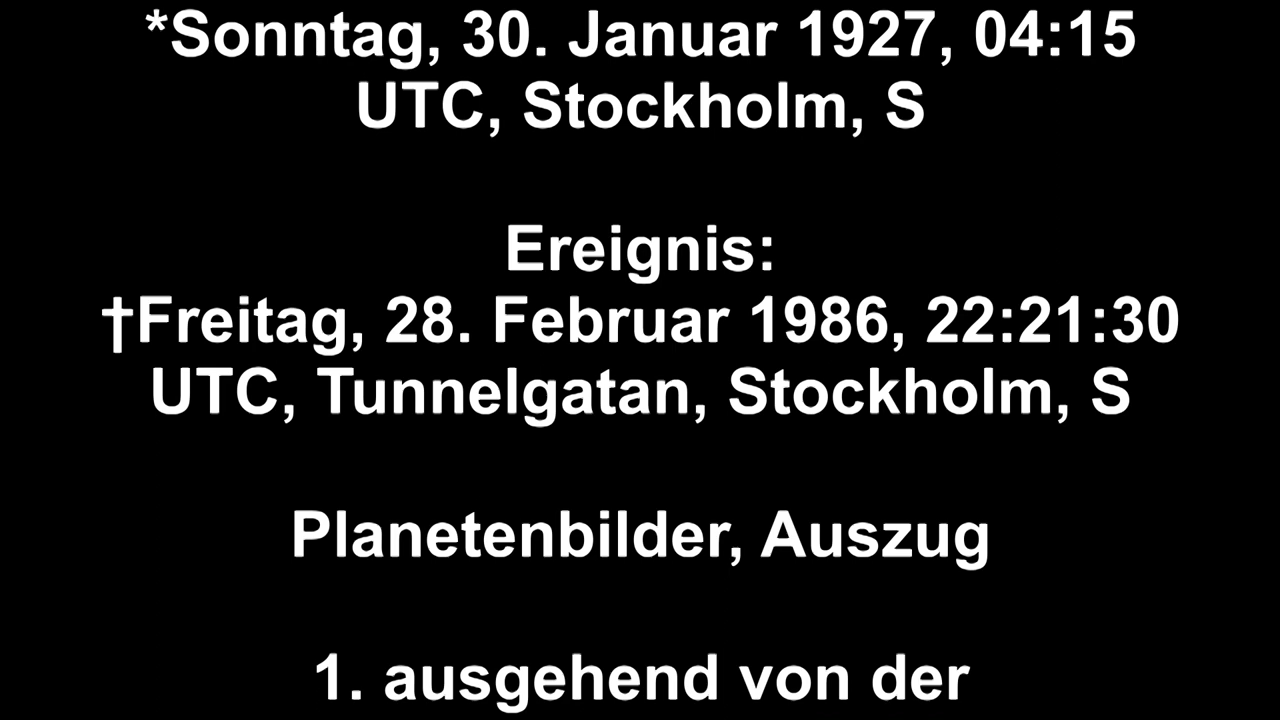 *Sonntag, 30. Januar 1927, 04:15
UTC, Stockholm, S
Ereignis:
†Freitag, 28. Februar 1986, 22:21:30
UTC, Tunnelgatan, Stockholm, S
Planetenbilder, Auszug
1. ausgehend von der